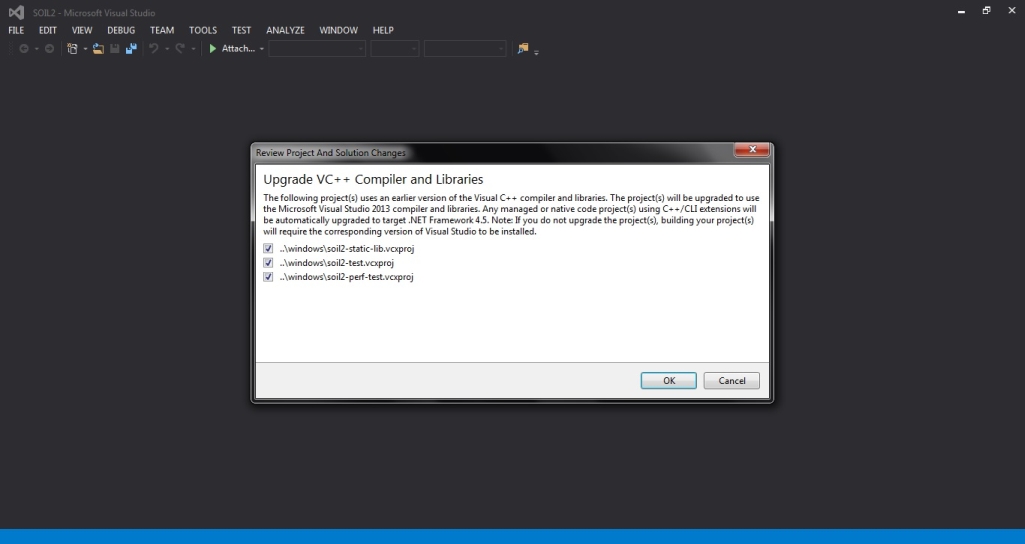 SOIL2 - Microsoft Visual Studio
FILE EDIT VIEW DEBUG TEAM TOOLS TEST ANALYZE WINDOW HELP
Attach...
Review Project And Solution Changes
Upgrade VC++ Compiler and Libraries
The following project(s) uses an earlier version of the Visual C++ compiler and libraries. The project(s) will be upgraded to use
the Microsoft Visual Studio 2013 compiler and libraries. Any managed or native code project(s) using C++/CLI extensions will
be automatically upgraded to target .NET Framework 4.5. Note: If you do not upgrade the project(s), building your project(s)
will require the corresponding version of Visual Studio to be installed.
..\windows\soil2-static-lib.vcxproj
..\windows\soil2-test.vcxproj
..\windows\soil2-perf-test.vcxproj
OK Cancel